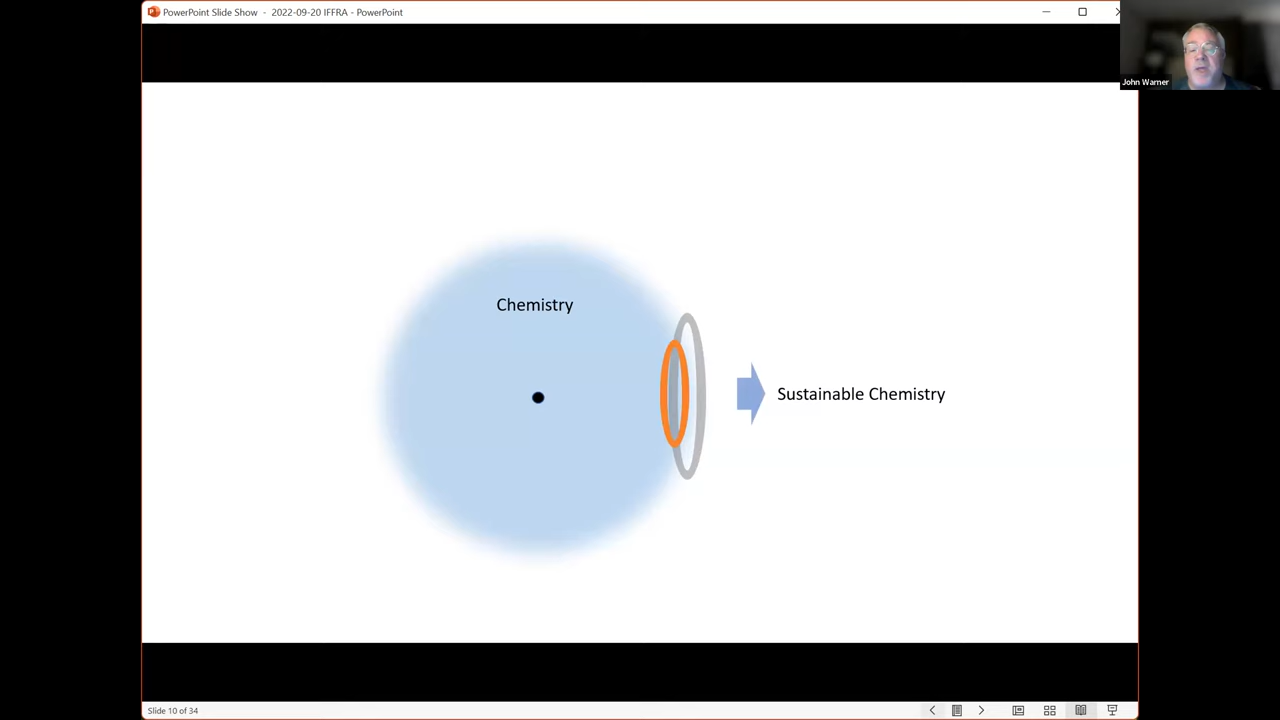 PowerPoint Slide Show - 2022-09-20 IFFRA - PowerPoint
John Warner
Chemistry
Sustainable Chemistry
Slide 10 of 34